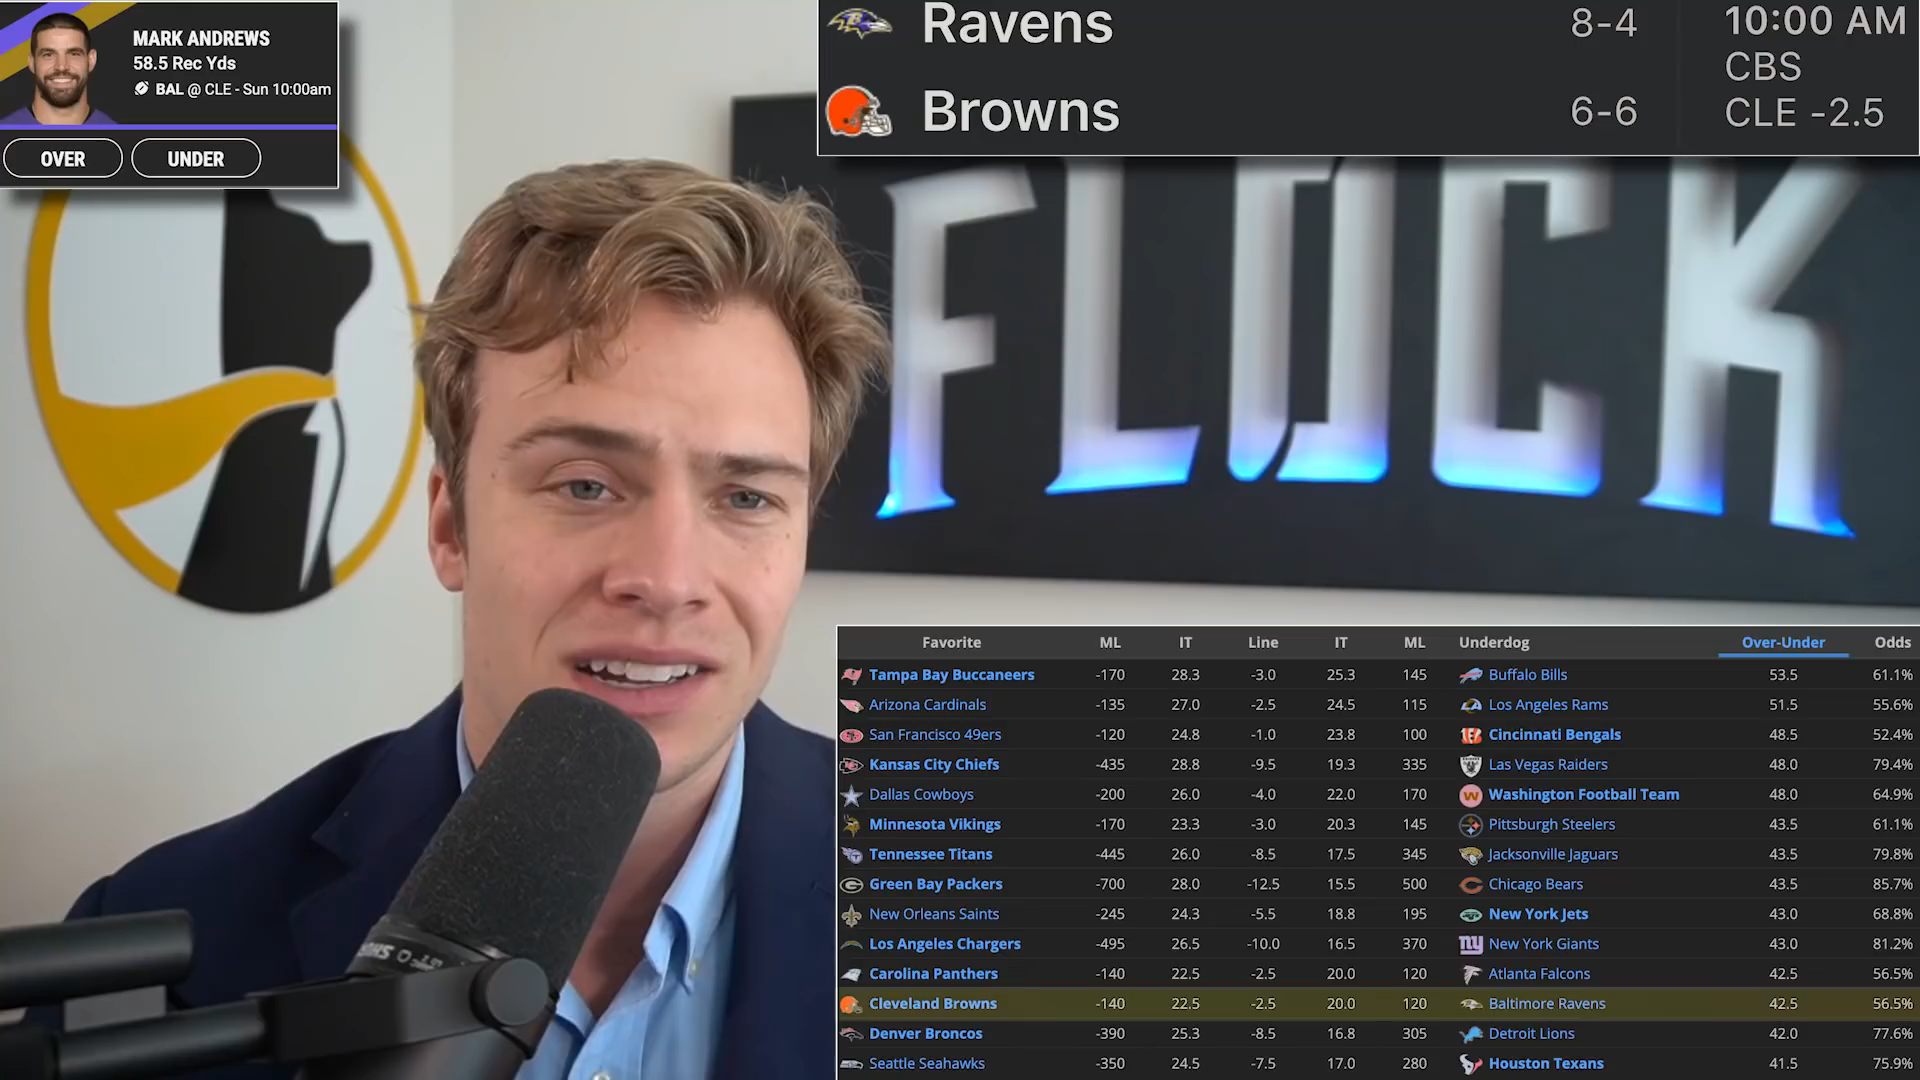 MARK ANDREWS
58.5 Rec Yds
BAL @ CLE - Sun 10:00am
OVER UNDER
Ravens 8-4 10:00 AM
CBS
Browns 6-6 CLE -2.5
FLOCK
Favorite ML IT Line IT ML Underdog Over-Under Odds
Tampa Bay Buccaneers -170 28.3 -3.0 25.3 145 Buffalo Bills 53.5 61.1%
Arizona Cardinals -135 27.0 -2.5 24.5 115 Los Angeles Rams 51.5 55.6%
San Francisco 49ers -120 24.8 -1.0 23.8 100 Cincinnati Bengals 48.5 52.4%
Kansas City Chiefs -435 28.8 -9.5 19.3 335 Las Vegas Raiders 48.0 79.4%
Dallas Cowboys -200 26.0 -4.0 22.0 170 Washington Football Team 48.0 64.9%
Minnesota Vikings -170 23.3 -3.0 20.3 145 Pittsburgh Steelers 43.5 61.1%
Tennessee Titans -445 26.0 -8.5 17.5 345 Jacksonville Jaguars 43.5 79.8%
Green Bay Packers -700 28.0 -12.5 15.5 500 Chicago Bears 43.5 85.7%
New Orleans Saints -245 24.3 -5.5 18.8 195 New York Jets 43.0 68.8%
Los Angeles Chargers -495 26.5 -10.0 16.5 370 New York Giants 43.0 81.2%
Carolina Panthers -140 22.5 -2.5 20.0 120 Atlanta Falcons 42.5 56.5%
Cleveland Browns -140 22.5 -2.5 20.0 120 Baltimore Ravens 42.5 56.5%
Denver Broncos -390 25.3 -8.5 16.8 305 Detroit Lions 42.0 77.6%
Seattle Seahawks -350 24.5 -7.5 17.0 280 Houston Texans 41.5 75.9%